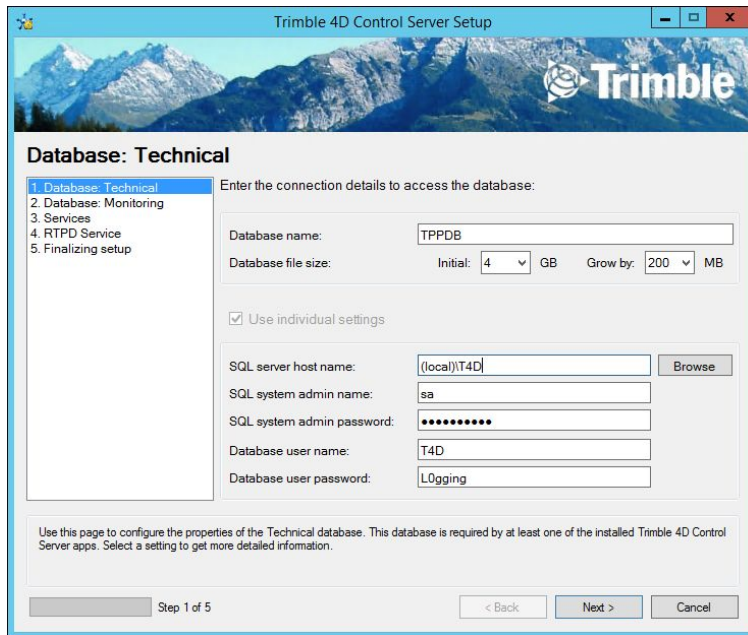 Trimble 4D Control Server Setup
Trimble
Database: Technical
1. Database: Technical
2. Database: Monitoring
3. Services
4. RTPD Service
5. Finalizing setup
Enter the connection details to access the database:
Database name: TPPDB
Database file size: Initial: 4 GB Grow by: 200 MB
Use individual settings
SQL server host name: (local)\T4D Browse
SQL system admin name: sa
SQL system admin password: ●●●●●●●●●●
Database user name: T4D
Database user password: L0gging
Use this page to configure the properties of the Technical database. This database is required by at least one of the installed Trimble 4D Control
Server apps. Select a setting to get more detailed information.
Step 1 of 5 < Back Next > Cancel